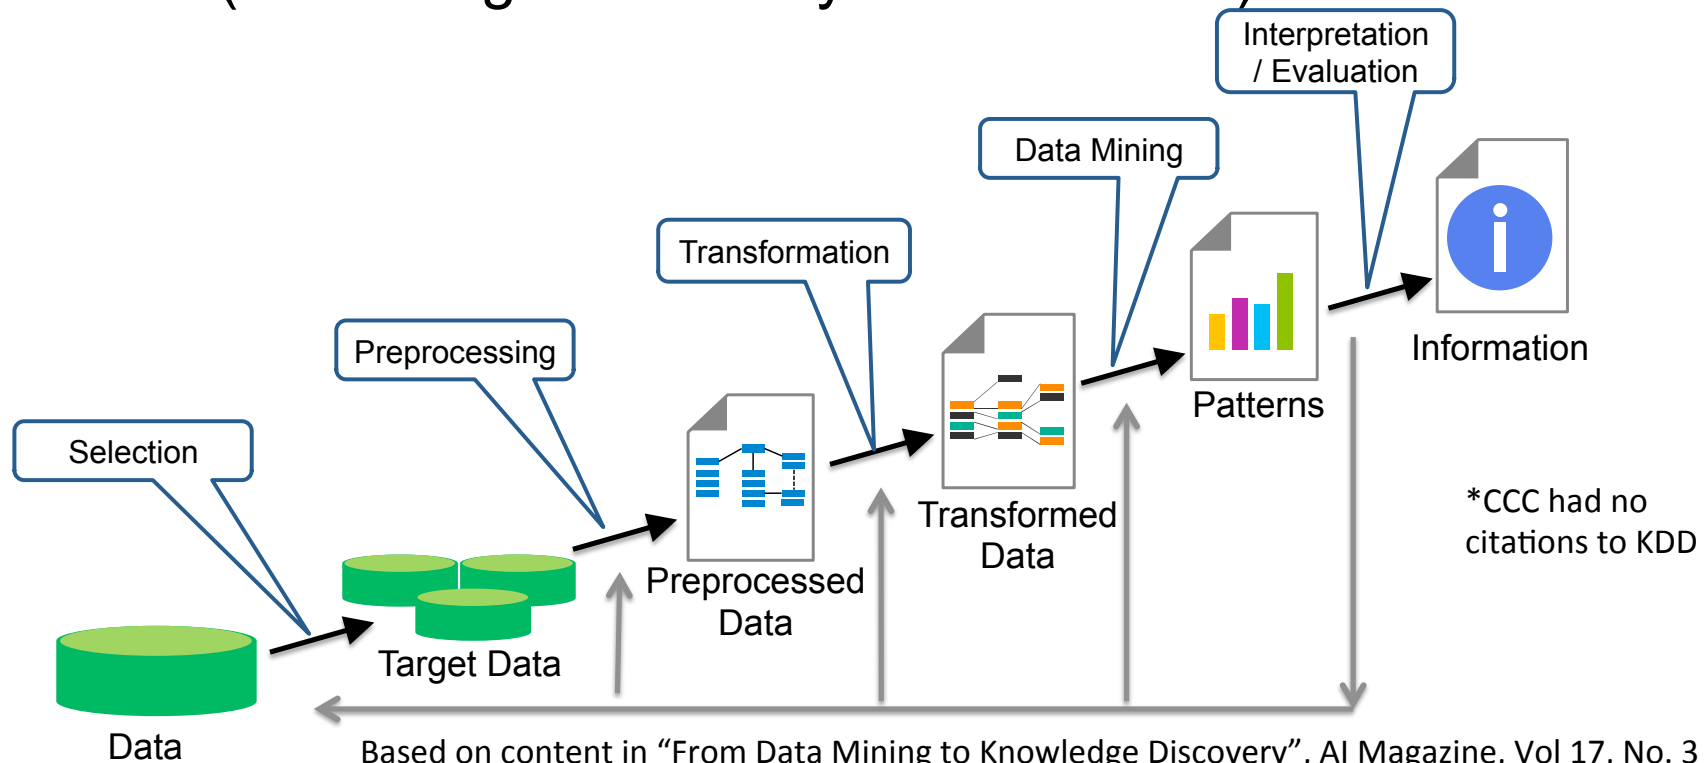 Interpretation
/ Evaluation
Data Mining
Transformation
Preprocessing
Selection
Information
Patterns
Transformed
Data
*CCC had no
citations to KDD
Preprocessed
Data
Target Data
Data
Based on content in “From Data Mining to Knowledge Discovery”, AI Magazine, Vol 17, No. 3